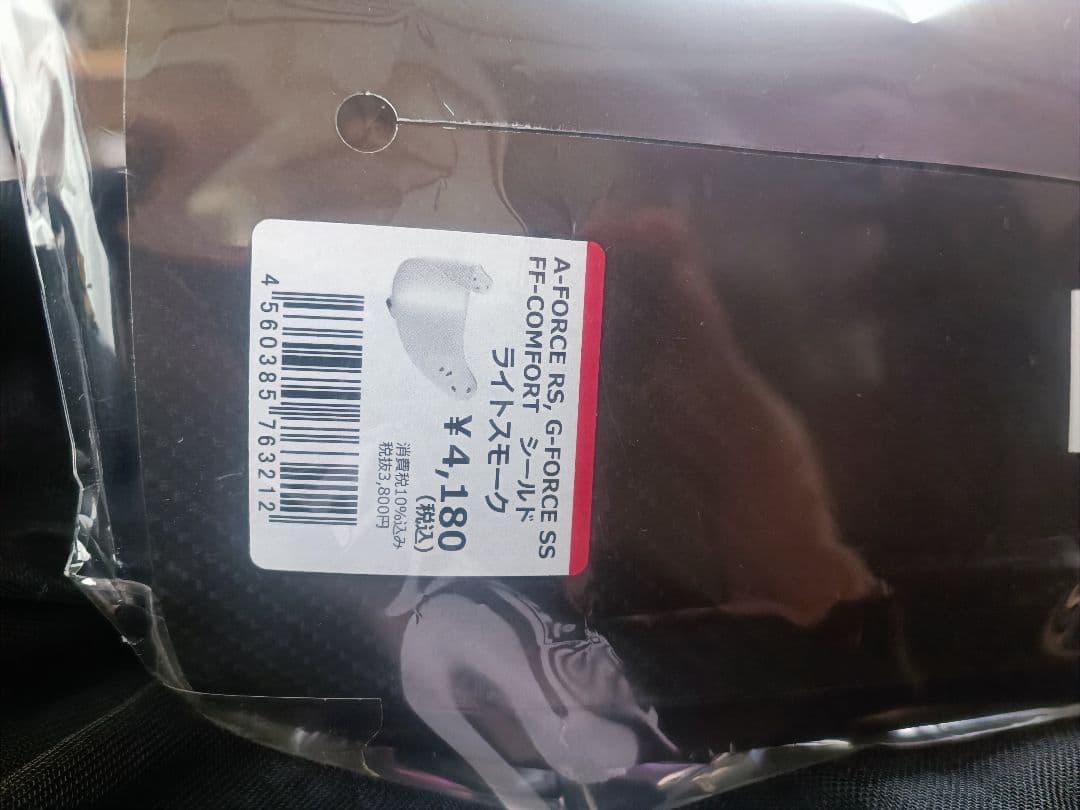 A-FORCE RS, G-FORCE SS
FF-COMFORT シールド
ライトスモーク
¥4,180
(税込)
消費税10%込み
税抜3,800円
4 560385 763212